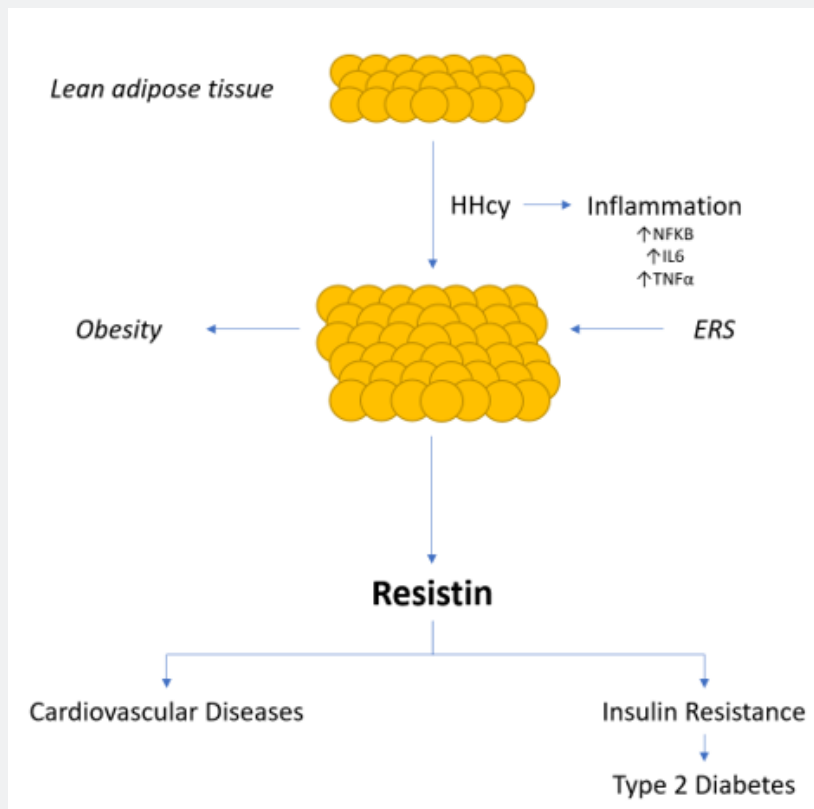 Lean adipose tissue
HHcy
Inflammation
↑NFKB
↑IL6
↑TNFα
Obesity
ERS
Resistin
Cardiovascular Diseases
Insulin Resistance
Type 2 Diabetes